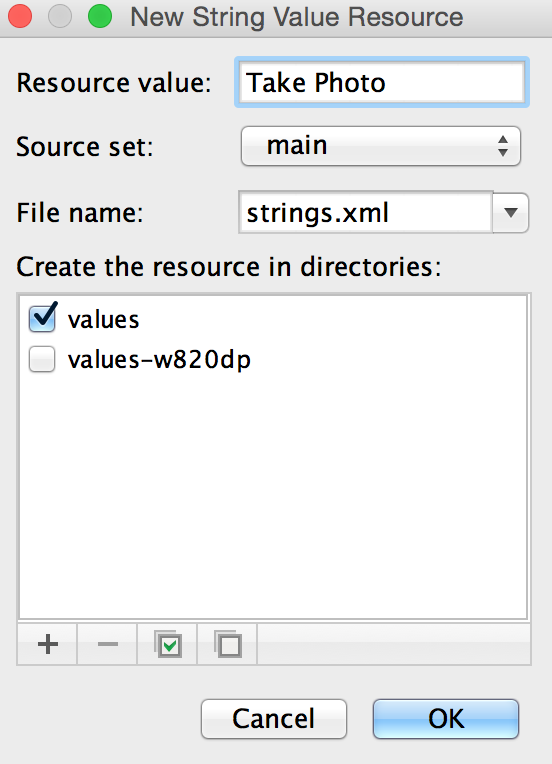 New String Value Resource
Resource value: Take Photo
Source set: main
File name: strings.xml
Create the resource in directories:
values
values-w820dp
Cancel OK